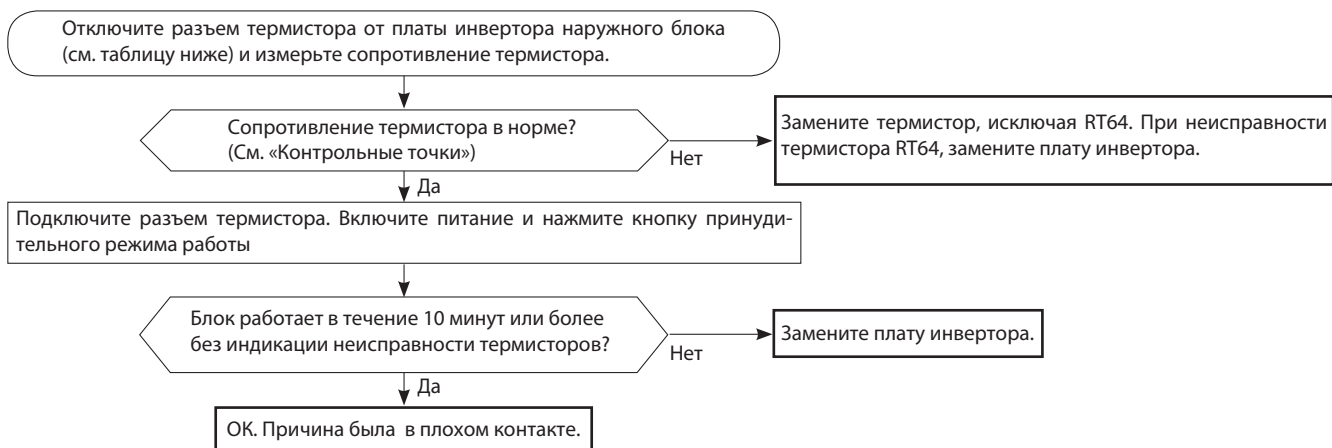 Отключите разъем термистора от платы инвертора наружного блока
(см. таблицу ниже) и измерьте сопротивление термистора.
Сопротивление термистора в норме?
(См. «Контрольные точки»)
Нет
Замените термистор, исключая RT64. При неисправности
термистора RT64, замените плату инвертора.
Да
Подключите разъем термистора. Включите питание и нажмите кнопку принуди-
тельного режима работы
Блок работает в течение 10 минут или более
без индикации неисправности термисторов?
Нет
Замените плату инвертора.
Да
ОК. Причина была в плохом контакте.